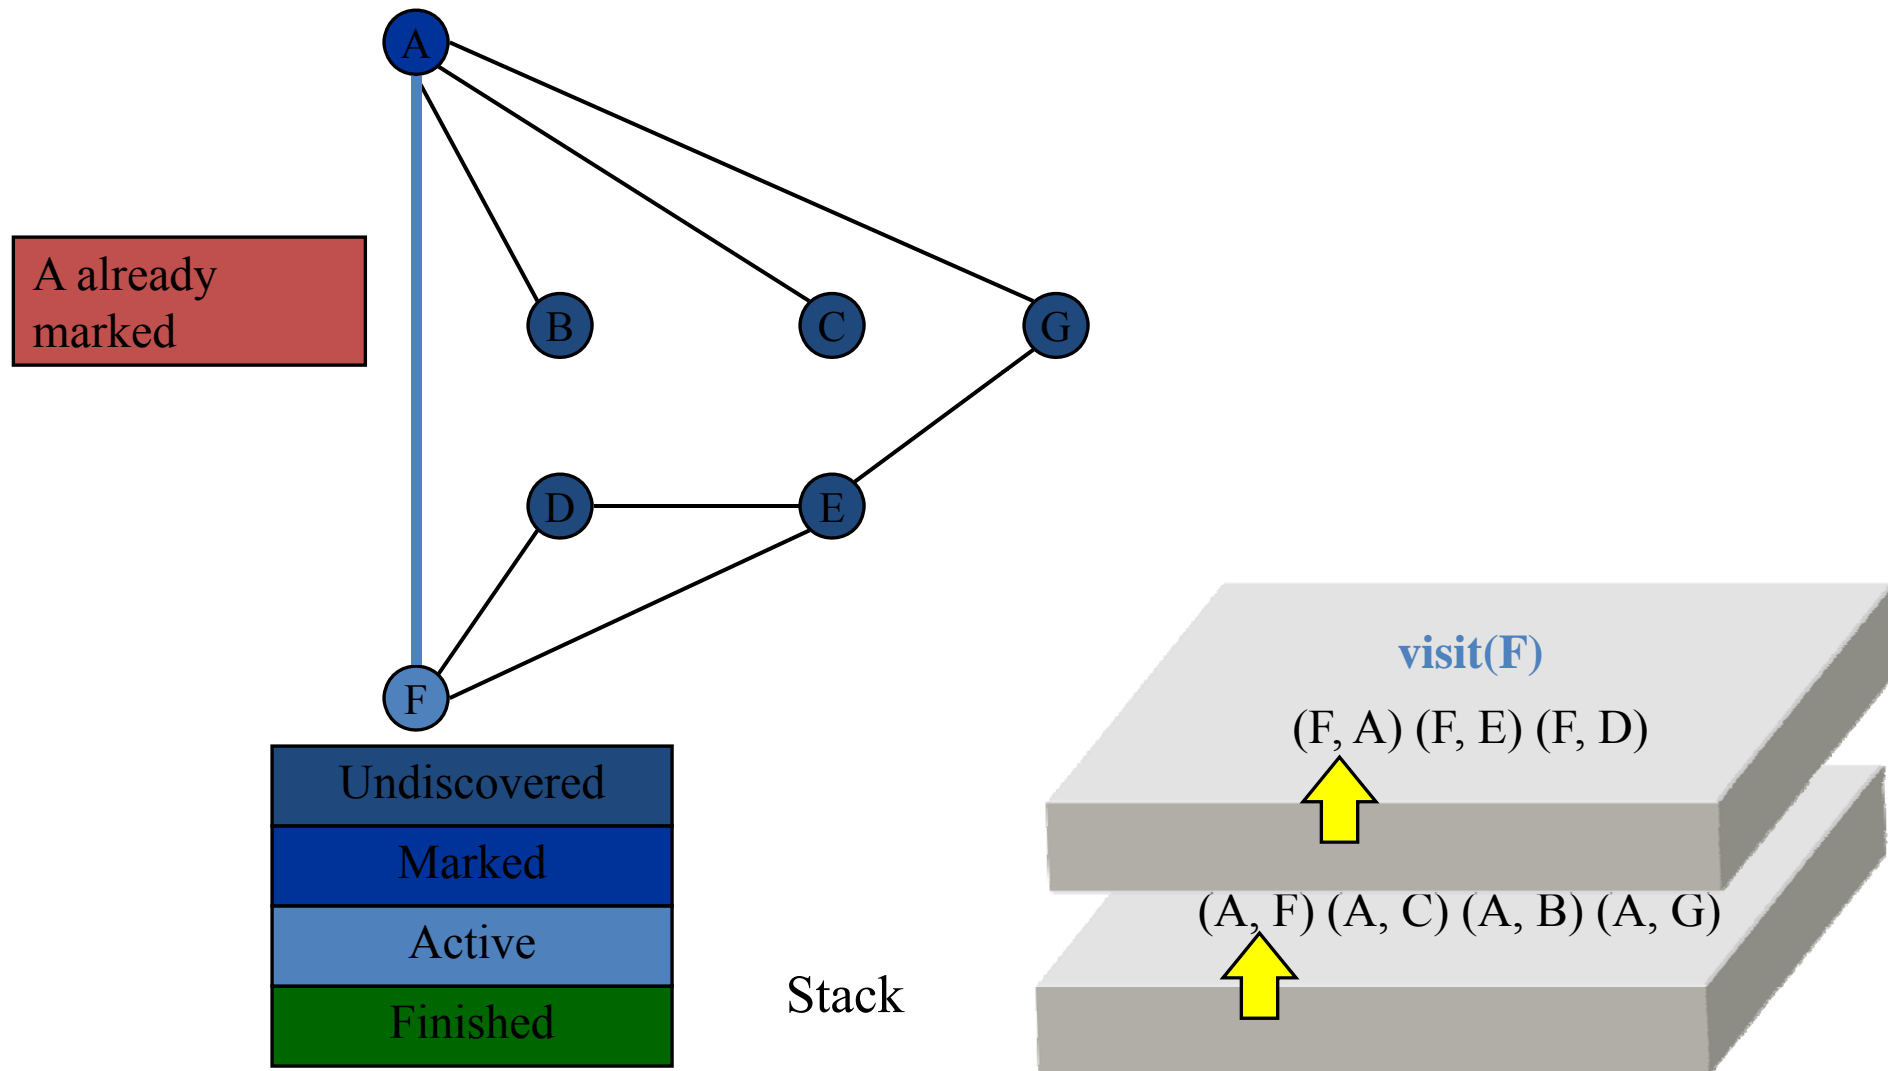 A
A already
marked
B
C
G
D
E
F
visit(F)
(F, A) (F, E) (F, D)
Undiscovered
Marked
(A, F) (A, C) (A, B) (A, G)
Active
Stack
Finished